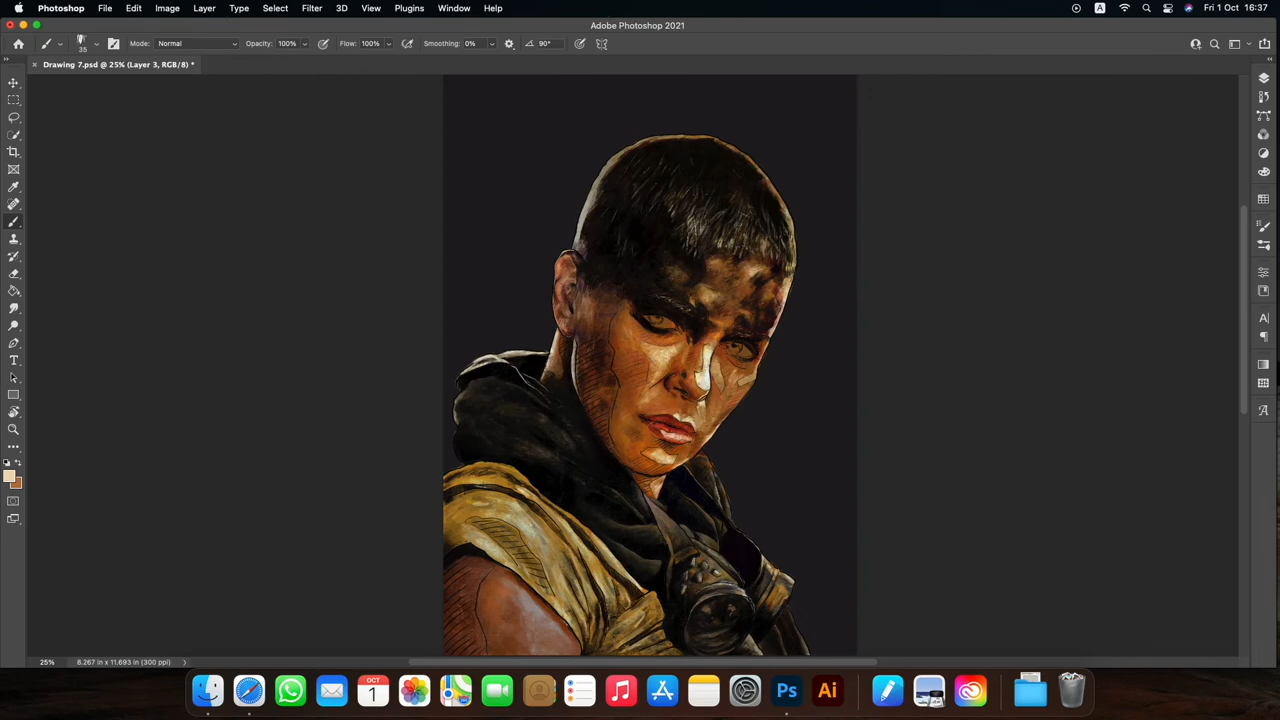 Photoshop File Edit Image Layer Type Select Filter 3D View Plugins Window Help A Fri 1 Oct 16:37
Adobe Photoshop 2021
35 Mode: Normal Opacity: 100% Flow: 100% Smoothing: 0% 90°
Drawing 7.psd @ 25% (Layer 3, RGB/8) *
25% 8.267 in x 11.693 in (300 ppi)
OCT
1 Ps Ai